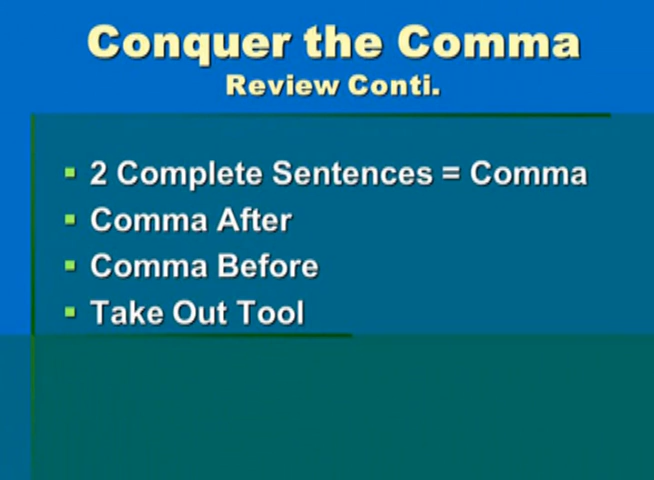 Conquer the Comma
Review Conti.
2 Complete Sentences = Comma
Comma After
Comma Before
Take Out Tool